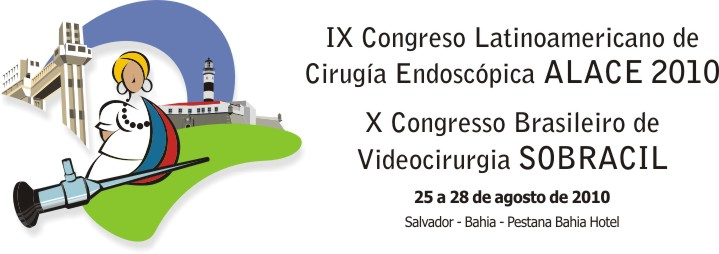 IX Congreso Latinoamericano de
Cirugía Endoscópica ALACE 2010
X Congresso Brasileiro de
Videocirurgia SOBRACIL
25 a 28 de agosto de 2010
Salvador - Bahia - Pestana Bahia Hotel